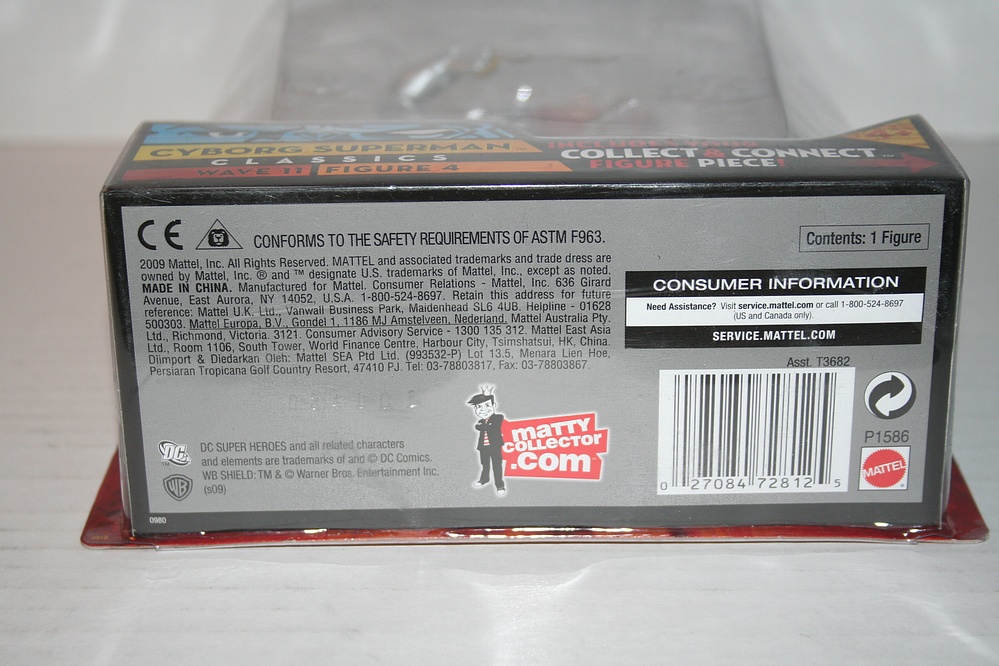 CYBORG SUPERMAN™
CLASSICS
WAVE 11 FIGURE 4
COLLECT & CONNECT™
FIGURE PIECE!
CE
CONFORMS TO THE SAFETY REQUIREMENTS OF ASTM F963.
Contents: 1 Figure
2009 Mattel, Inc. All Rights Reserved. MATTEL and associated trademarks and trade dress are
owned by Mattel, Inc. ® and ™ designate U.S. trademarks of Mattel, Inc., except as noted.
MADE IN CHINA. Manufactured for Mattel. Consumer Relations - Mattel, Inc. 636 Girard
Avenue, East Aurora, NY 14052, U.S.A. 1-800-524-8697. Retain this address for future
reference: Mattel U.K. Ltd., Vanwall Business Park, Maidenhead SL6 4UB. Helpline - 01628
500303. Mattel Europa, B.V., Gondel 1, 1186 MJ Amstelveen, Nederland. Mattel Australia Pty.
Ltd., Richmond, Victoria. 3121. Consumer Advisory Service - 1300 135 312. Mattel East Asia
Ltd., Room 1106, South Tower, World Finance Centre, Harbour City, Tsimshatsui, HK, China.
Diimport & Diedarkan Oleh: Mattel SEA Ptd Ltd. (993532-P) Lot 13.5, Menara Lien Hoe,
Persiaran Tropicana Golf Country Resort, 47410 PJ. Tel: 03-78803817, Fax: 03-78803867.
CONSUMER INFORMATION
Need Assistance? Visit service.mattel.com or call 1-800-524-8697
(US and Canada only).
SERVICE.MATTEL.COM
Asst. T3682
matty
COLLECTOR
.com
DC
TM
DC SUPER HEROES and all related characters
and elements are trademarks of and © DC Comics.
WB SHIELD: TM & © Warner Bros. Entertainment Inc.
(s09)
WB
0 27084 72812 5
P1586
MATTEL
0980